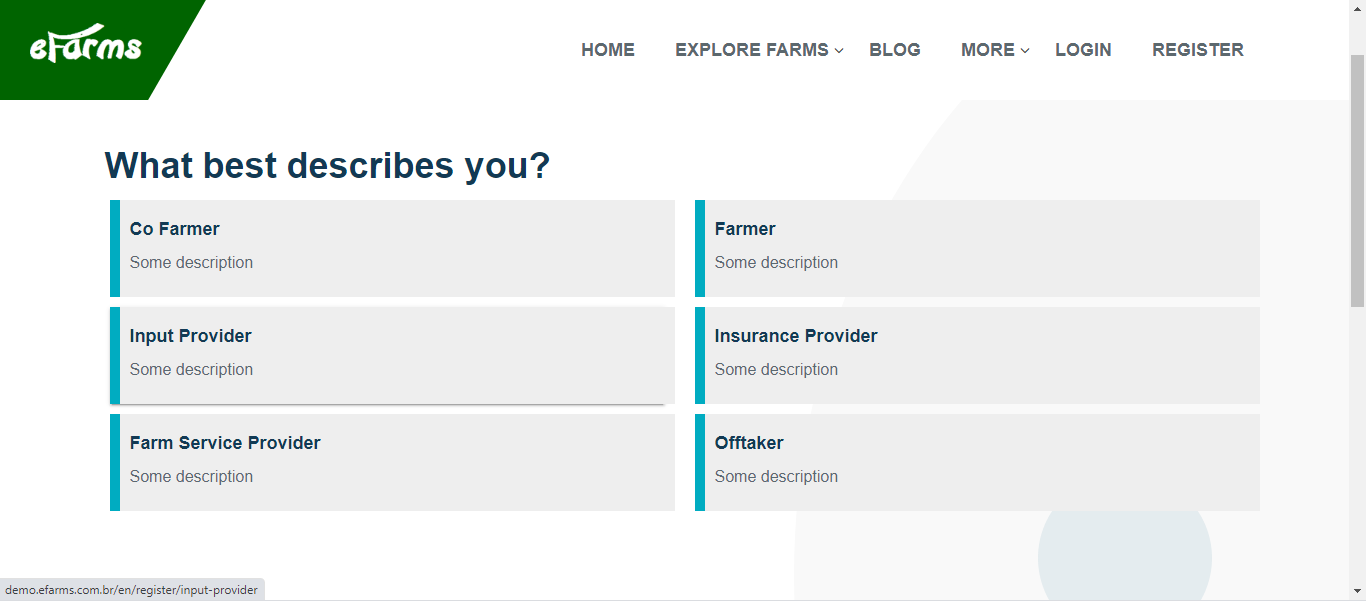 eFarms
HOME EXPLORE FARMS BLOG MORE LOGIN REGISTER
What best describes you?
Co Farmer
Some description
Farmer
Some description
Input Provider
Some description
Insurance Provider
Some description
Farm Service Provider
Some description
Offtaker
Some description
demo.efarms.com.br/en/register/input-provider